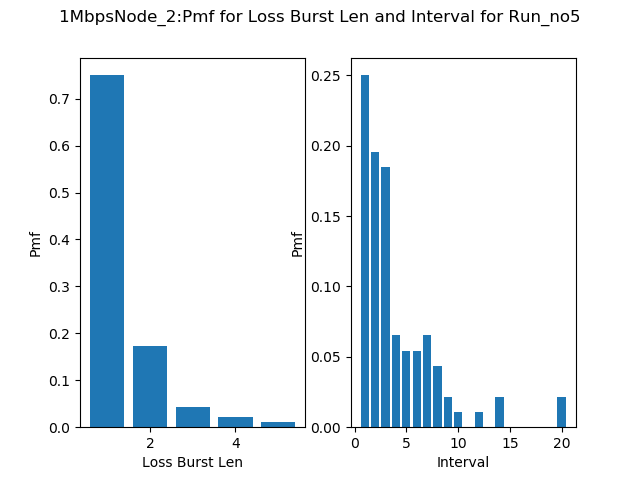 1MbpsNode_2:Pmf for Loss Burst Len and Interval for Run_no5
Pmf
0.7
0.6
0.5
0.4
0.3
0.2
0.1
0.0
2 4
Loss Burst Len
Pmf
0.25
0.20
0.15
0.10
0.05
0.00
0 5 10 15 20
Interval